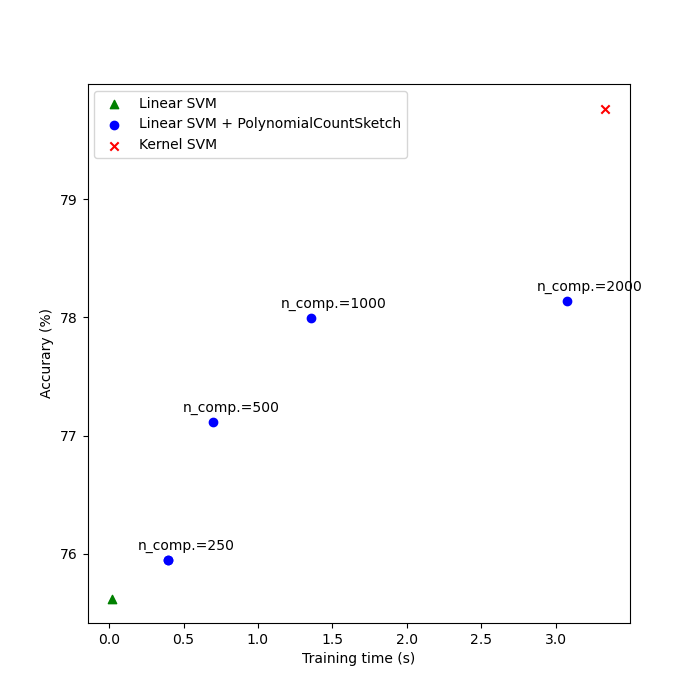 Linear SVM
Linear SVM + PolynomialCountSketch
Kernel SVM
79
n_comp.=2000
n_comp.=1000
78
Accurary (%)
n_comp.=500
77
n_comp.=250
76
0.0 0.5 1.0 1.5 2.0 2.5 3.0
Training time (s)